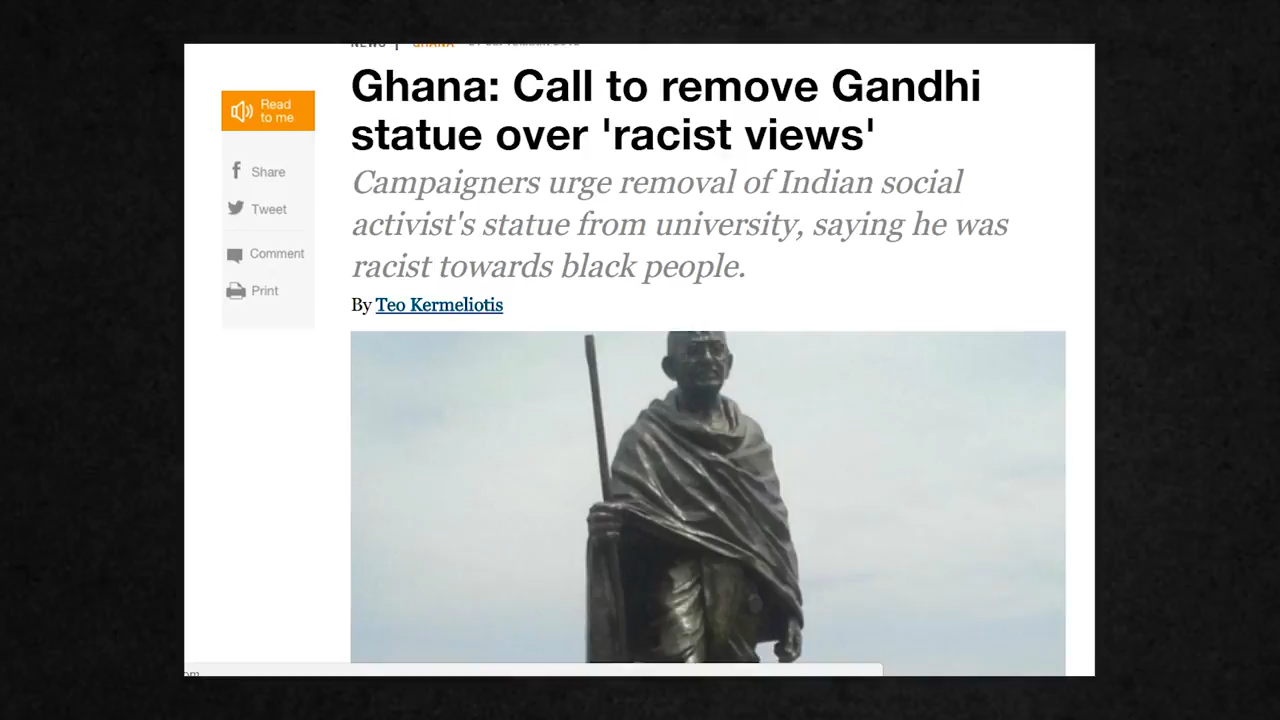 Ghana: Call to remove Gandhi
statue over 'racist views'
Campaigners urge removal of Indian social
activist's statue from university, saying he was
racist towards black people.
By Teo Kermeliotis
Read
to me
Share
Tweet
Comment
Print